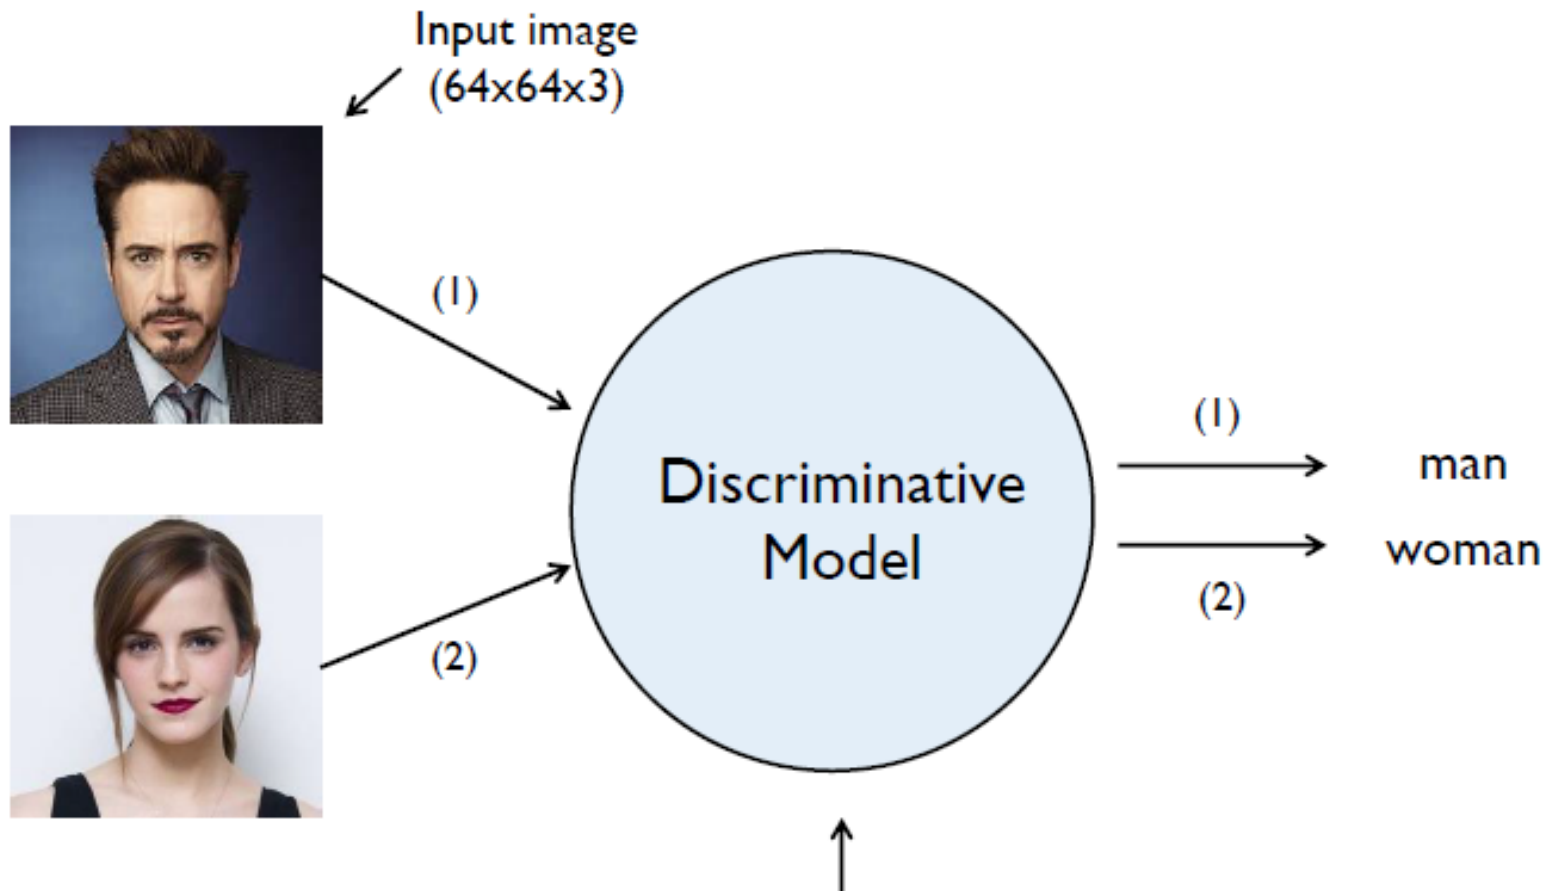 Input image
(64x64x3)
(1)
(1)
man
Discriminative
Model
woman
(2)
(2)